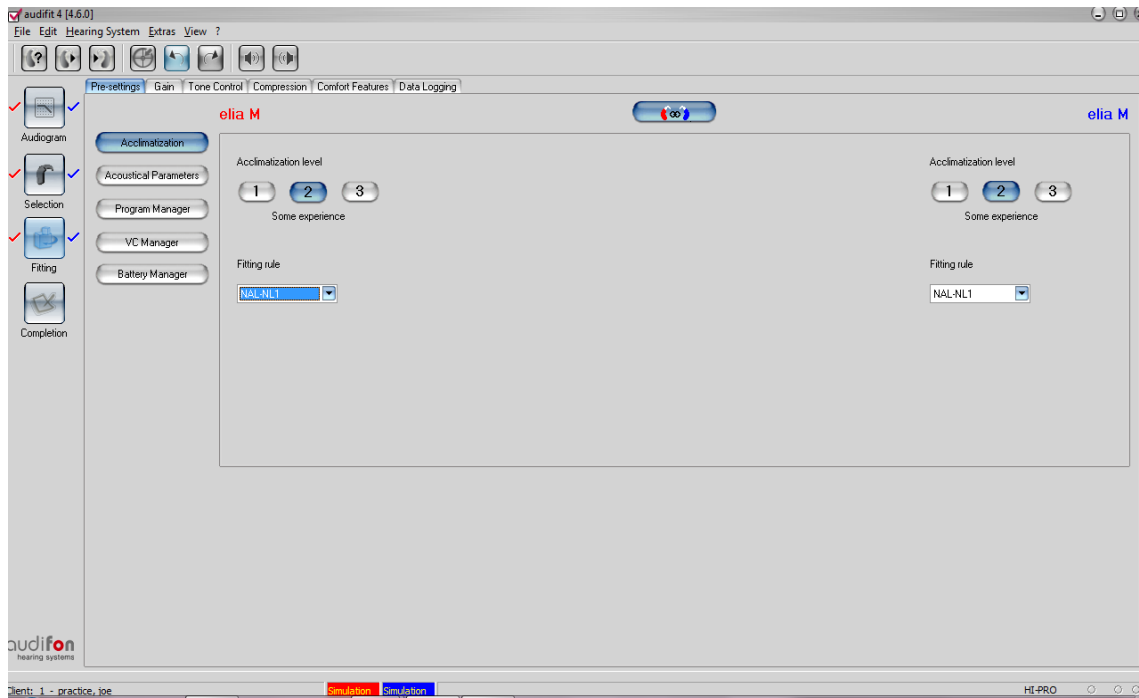 audifit 4 [4.6.0]
File Edit Hearing System Extras View ?
Pre-settings Gain Tone Control Compression Comfort Features Data Logging
elia M
elia M
Audiogram
Selection
Fitting
Completion
Acclimatization
Acoustical Parameters
Program Manager
VC Manager
Battery Manager
Acclimatization level
1 2 3
Some experience
Fitting rule
NAL-NL1
Acclimatization level
1 2 3
Some experience
Fitting rule
NAL-NL1
audifon
hearing systems
Client: 1 - practice, joe Simulation Simulation HI-PRO